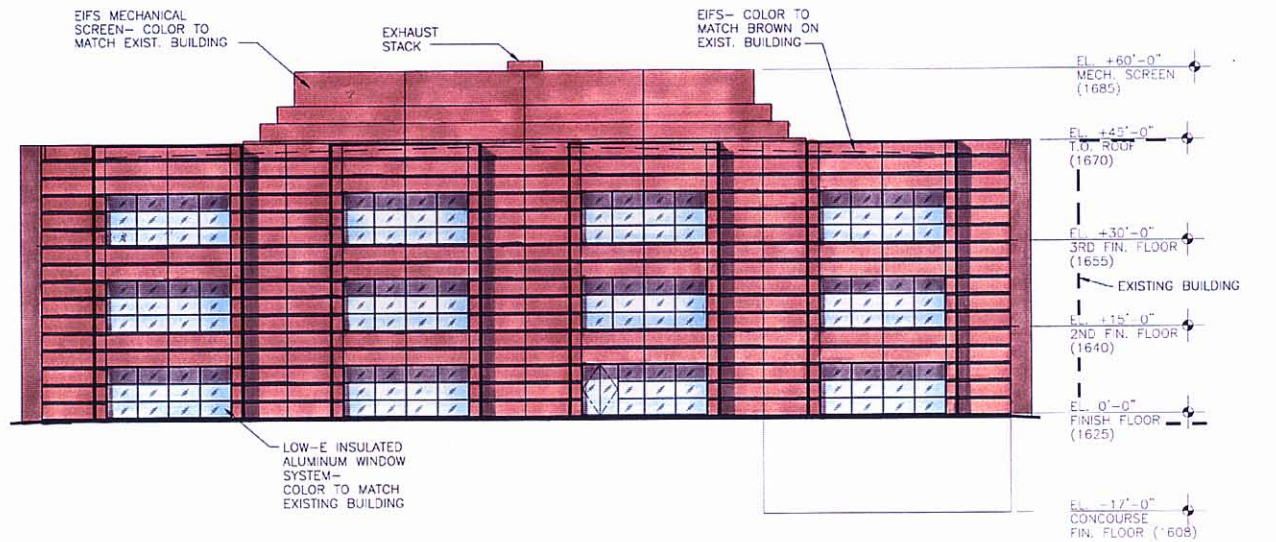 EIFS MECHANICAL
SCREEN– COLOR TO
MATCH EXIST. BUILDING
EXHAUST
STACK
EIFS– COLOR TO
MATCH BROWN ON
EXIST. BUILDING
EL. +60'-0"
MECH. SCREEN
(1685)
EL. +45'-0"
T.O. ROOF
(1670)
EL. +30'-0"
3RD FIN. FLOOR
(1655)
EXISTING BUILDING
EL. +15'-0"
2ND FIN. FLOOR
(1640)
EL. 0'-0"
FINISH FLOOR
(1625)
LOW–E INSULATED
ALUMINUM WINDOW
SYSTEM–
COLOR TO MATCH
EXISTING BUILDING
EL. -17'-0"
CONCOURSE
FIN. FLOOR (1608)